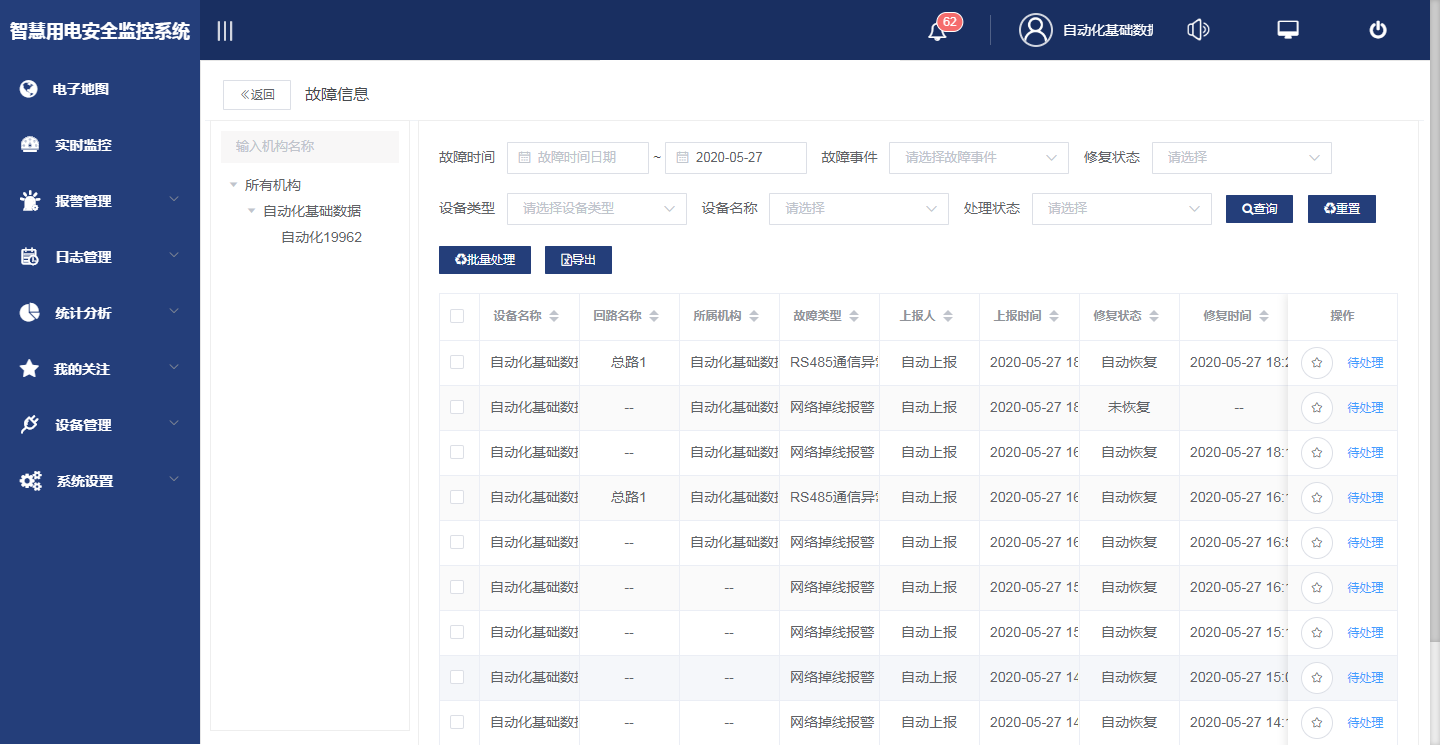 智慧用电安全监控系统
62
自动化基础数据
电子地图
实时监控
报警管理
日志管理
统计分析
我的关注
设备管理
系统设置
«返回 故障信息
输入机构名称
所有机构
自动化基础数据
自动化19962
故障时间 故障时间日期 ~ 2020-05-27 故障事件 请选择故障事件 修复状态 请选择
设备类型 请选择设备类型 设备名称 请选择 处理状态 请选择 查询 重置
批量处理 导出
设备名称 回路名称 所属机构 故障类型 上报人 上报时间 修复状态 修复时间 操作
自动化基础数据 总路1 自动化基础数据 RS485通信异常 自动上报 2020-05-27 18 自动恢复 2020-05-27 18:2 待处理
自动化基础数据 -- 自动化基础数据 网络掉线报警 自动上报 2020-05-27 18 未恢复 -- 待处理
自动化基础数据 -- 自动化基础数据 网络掉线报警 自动上报 2020-05-27 16 自动恢复 2020-05-27 18:1 待处理
自动化基础数据 总路1 自动化基础数据 RS485通信异常 自动上报 2020-05-27 16 自动恢复 2020-05-27 16:1 待处理
自动化基础数据 -- 自动化基础数据 网络掉线报警 自动上报 2020-05-27 16 自动恢复 2020-05-27 16:5 待处理
自动化基础数据 -- -- 网络掉线报警 自动上报 2020-05-27 15 自动恢复 2020-05-27 16:1 待处理
自动化基础数据 -- -- 网络掉线报警 自动上报 2020-05-27 15 自动恢复 2020-05-27 15:1 待处理
自动化基础数据 -- -- 网络掉线报警 自动上报 2020-05-27 14 自动恢复 2020-05-27 15:0 待处理
自动化基础数据 -- -- 网络掉线报警 自动上报 2020-05-27 14 自动恢复 2020-05-27 14:1 待处理